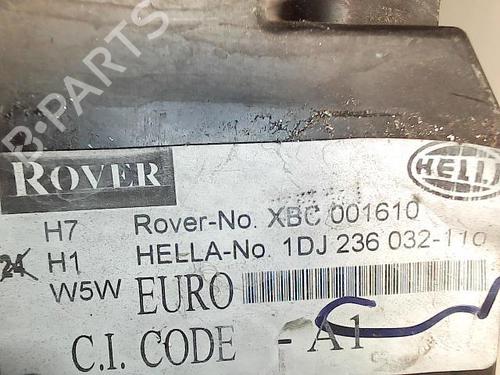 B-PARTS
ROVER
HELLA
H7 Rover-No. XBC 001610
24 H1 HELLA-No. 1DJ 236 032-110
W5W EURO
C.I. CODE - A1